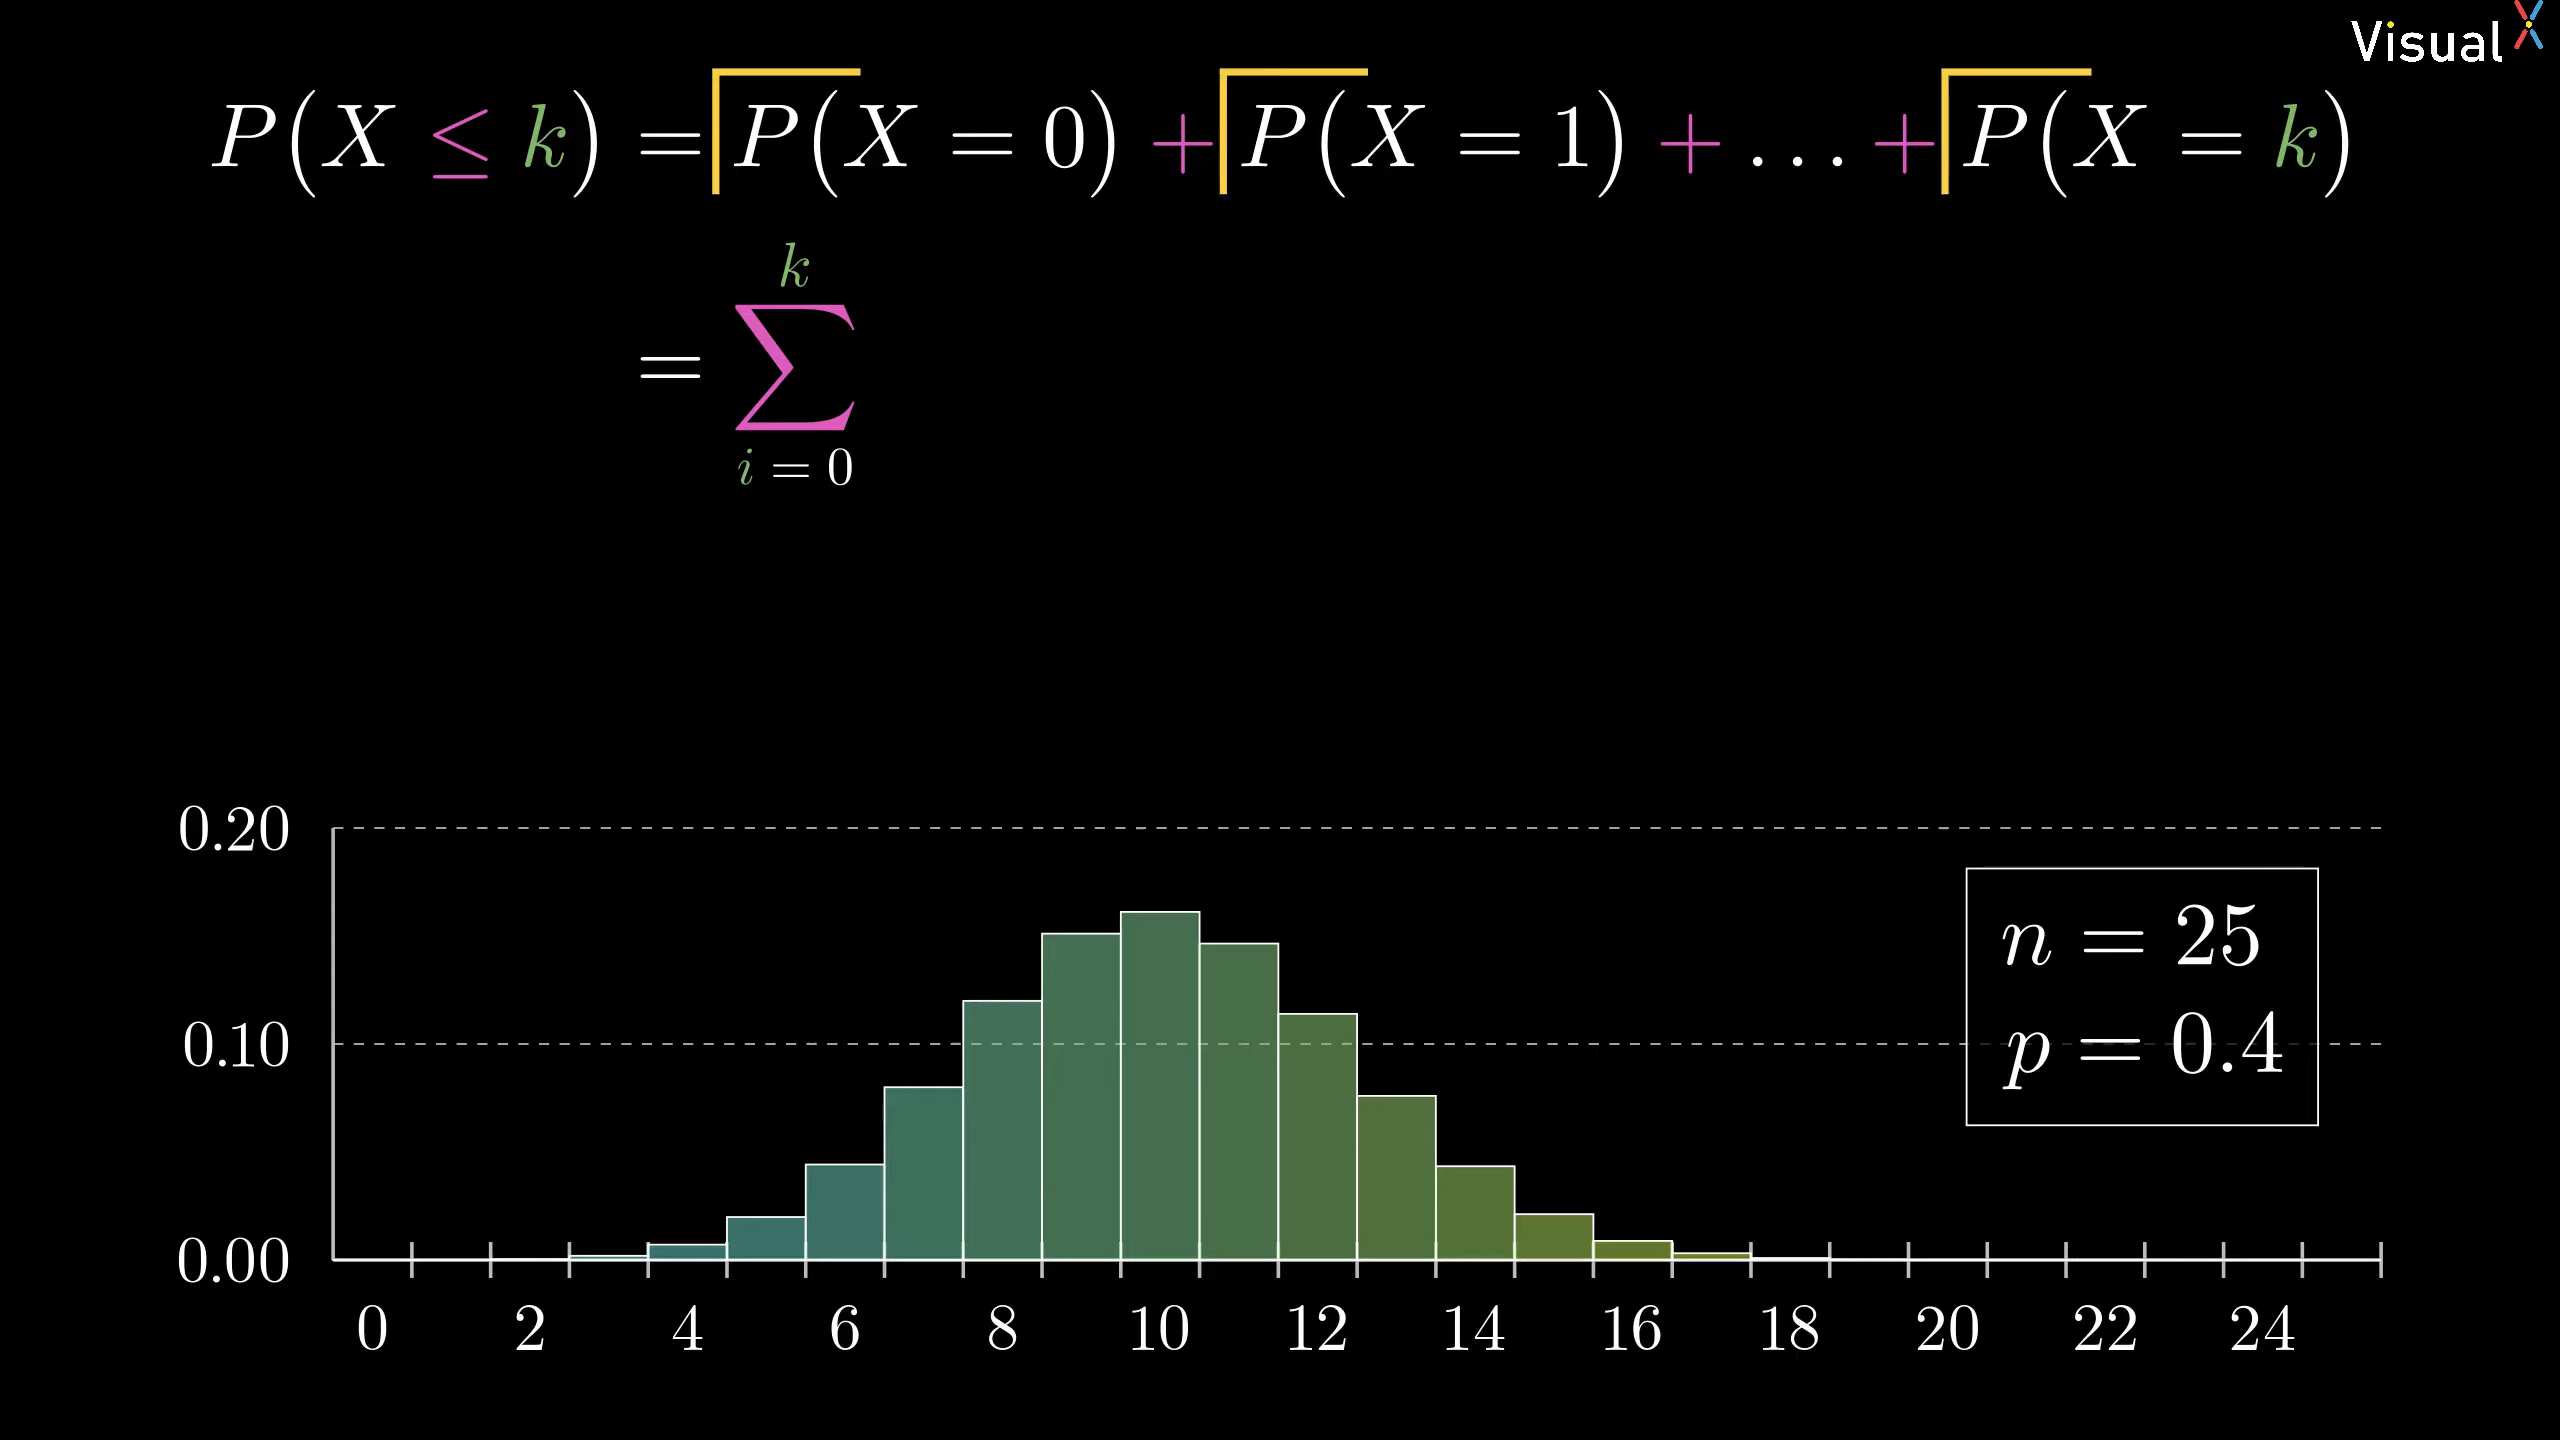 VisualX
P(X ≤ k) = P(X = 0) + P(X = 1) + … + P(X = k)
k
= ∑
i = 0
0.20
n = 25
0.10
p = 0.4
0.00
0 2 4 6 8 10 12 14 16 18 20 22 24